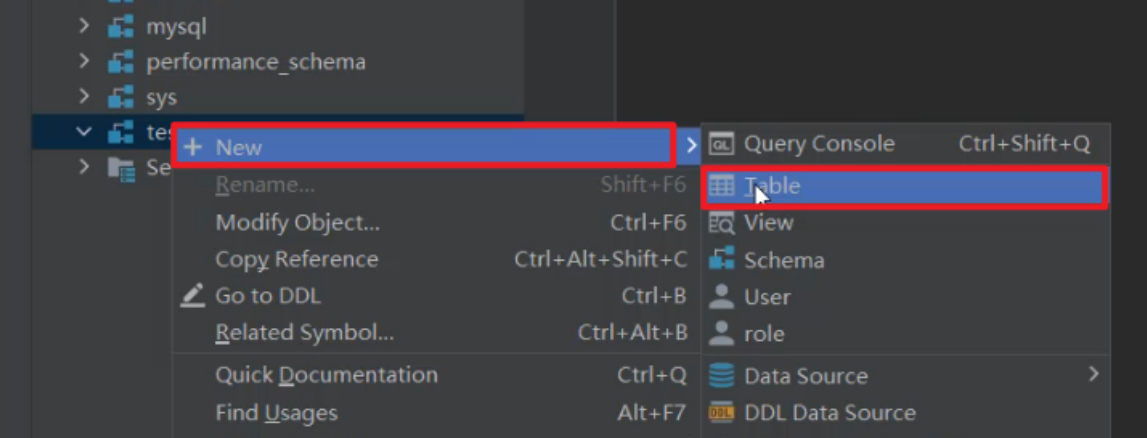 mysql
performance_schema
sys
New
Query Console Ctrl+Shift+Q
Rename... Shift+F6
Table
Modify Object... Ctrl+F6
View
Copy Reference Ctrl+Alt+Shift+C
Schema
Go to DDL Ctrl+B
User
Related Symbol... Ctrl+Alt+B
role
Quick Documentation Ctrl+Q
Data Source
Find Usages Alt+F7
DDL Data Source